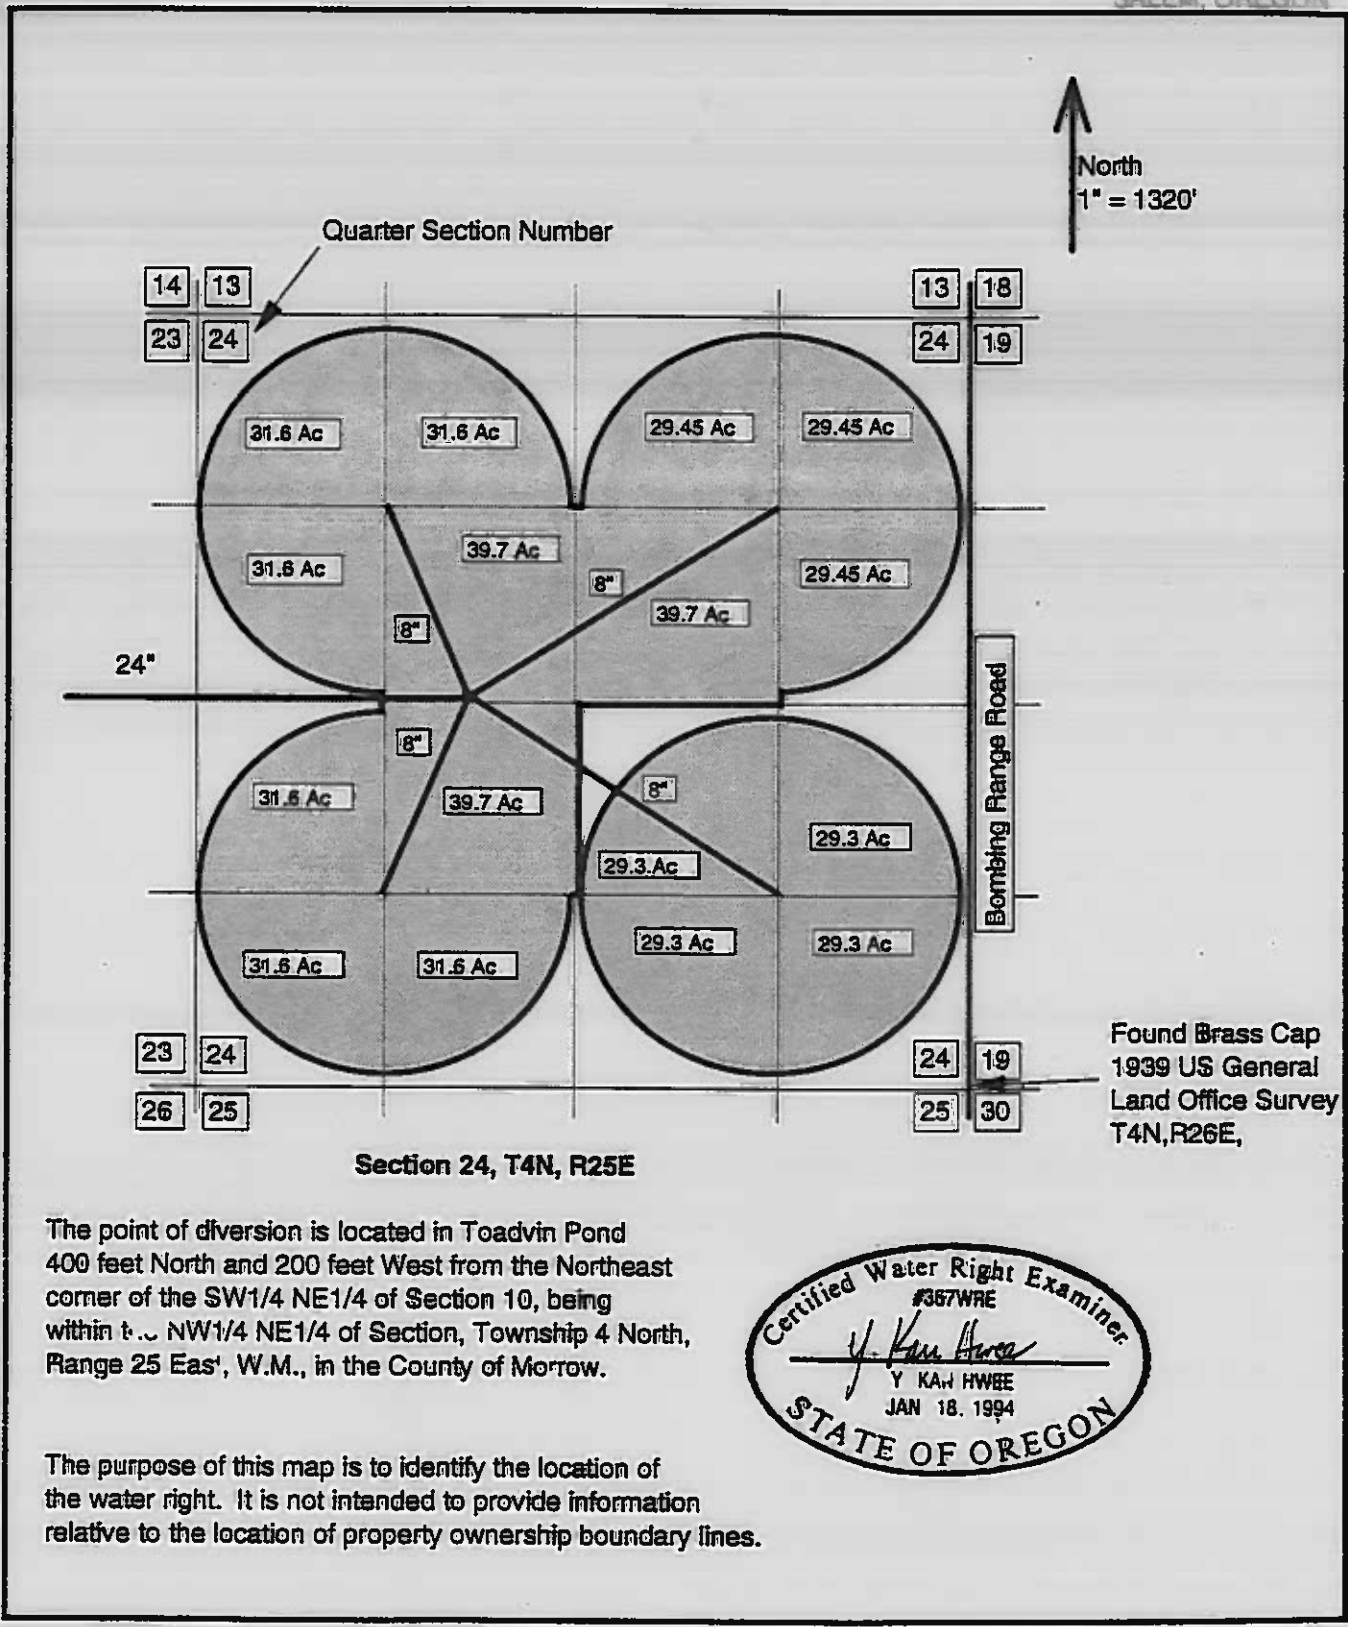 SALEM, OREGON
North
1" = 1320'
Quarter Section Number
14 13
13 18
23 24
24 19
31.6 Ac
31.6 Ac
29.45 Ac
29.45 Ac
39.7 Ac
31.6 Ac
8"
29.45 Ac
39.7 Ac
8"
24"
Bombing Range Road
8"
8"
31.6 Ac
39.7 Ac
29.3 Ac
29.3 Ac
29.3 Ac
29.3 Ac
31.6 Ac
31.6 Ac
23 24
24 19
26 25
25 30
Found Brass Cap
1939 US General
Land Office Survey
T4N,R26E,
Section 24, T4N, R25E
The point of diversion is located in Toadvin Pond
400 feet North and 200 feet West from the Northeast
corner of the SW1/4 NE1/4 of Section 10, being
within NW1/4 NE1/4 of Section, Township 4 North,
Range 25 East, W.M., in the County of Morrow.
Certified Water Right Examiner
#367WRE
Y. Kan Hwee
Y KAN HWEE
JAN 18. 1994
STATE OF OREGON
The purpose of this map is to identify the location of
the water right. It is not intended to provide information
relative to the location of property ownership boundary lines.